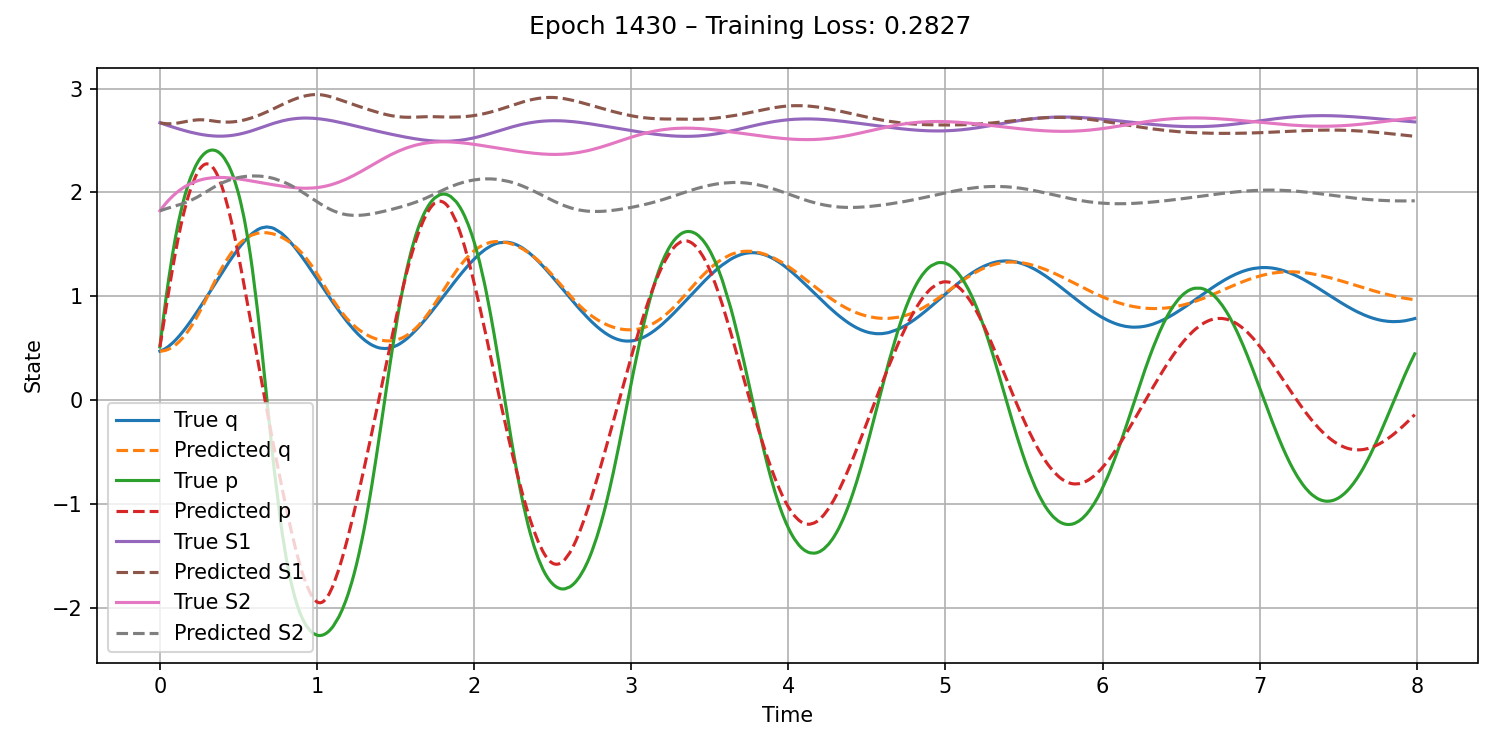 Epoch 1430 – Training Loss: 0.2827
3
2
1
0
−1
−2
State
True q
Predicted q
True p
Predicted p
True S1
Predicted S1
True S2
Predicted S2
0 1 2 3 4 5 6 7 8
Time